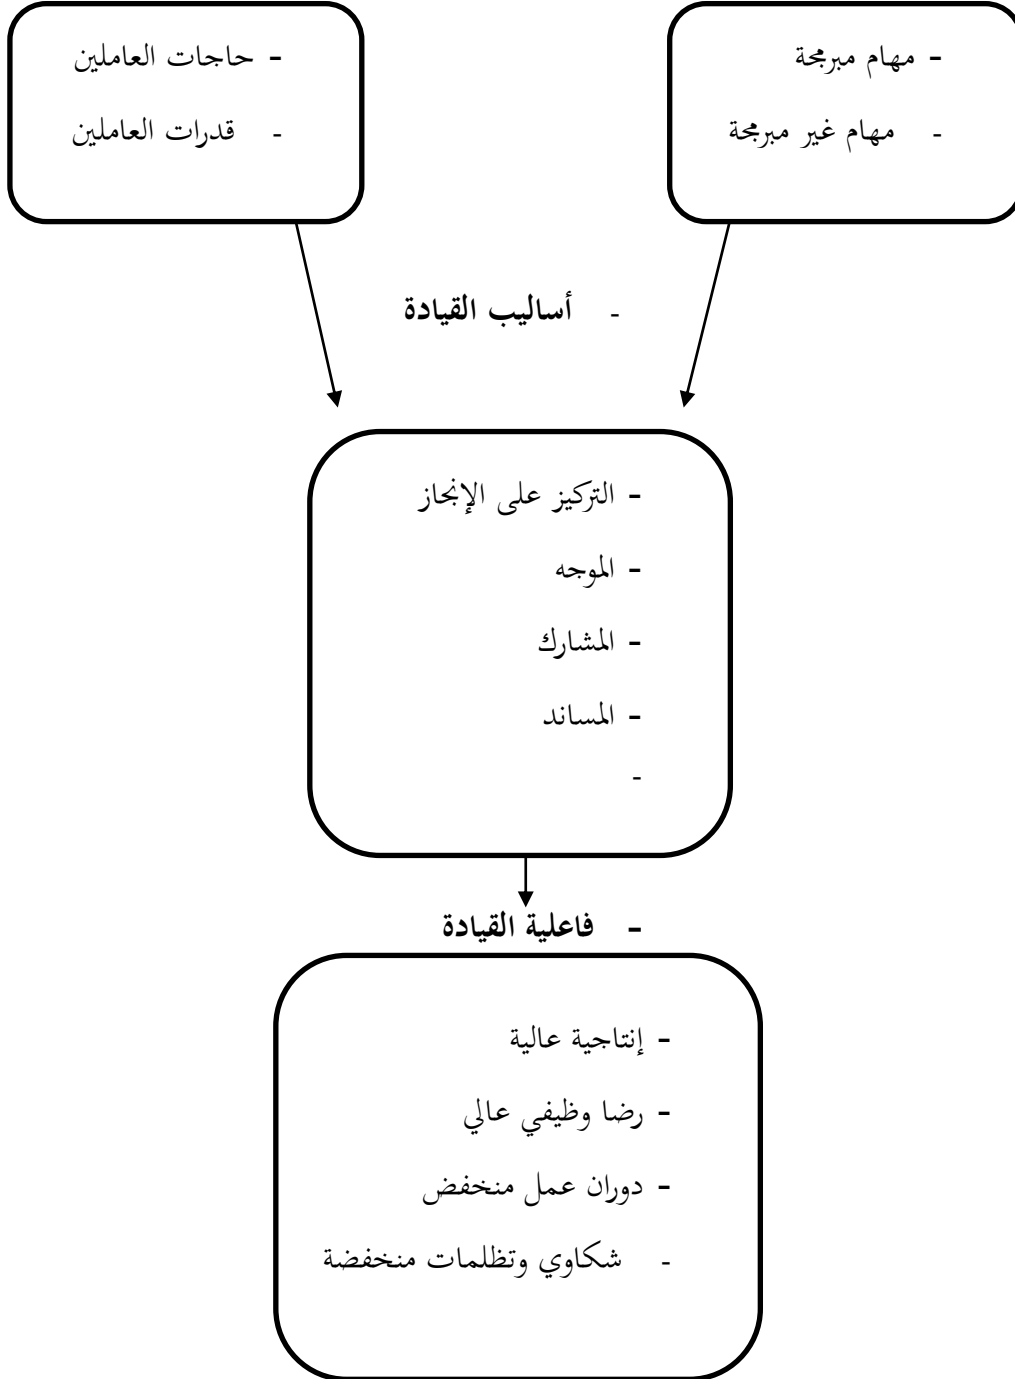 - مهام مبرمجة
- مهام غير مبرمجة
- حاجات العاملين
- قدرات العاملين
- أساليب القيادة
- التركيز على الإنجاز
- الموجه
- المشارك
- المساند
-
- فاعلية القيادة
- إنتاجية عالية
- رضا وظيفي عالي
- دوران عمل منخفض
- شكاوي وتظلمات منخفضة